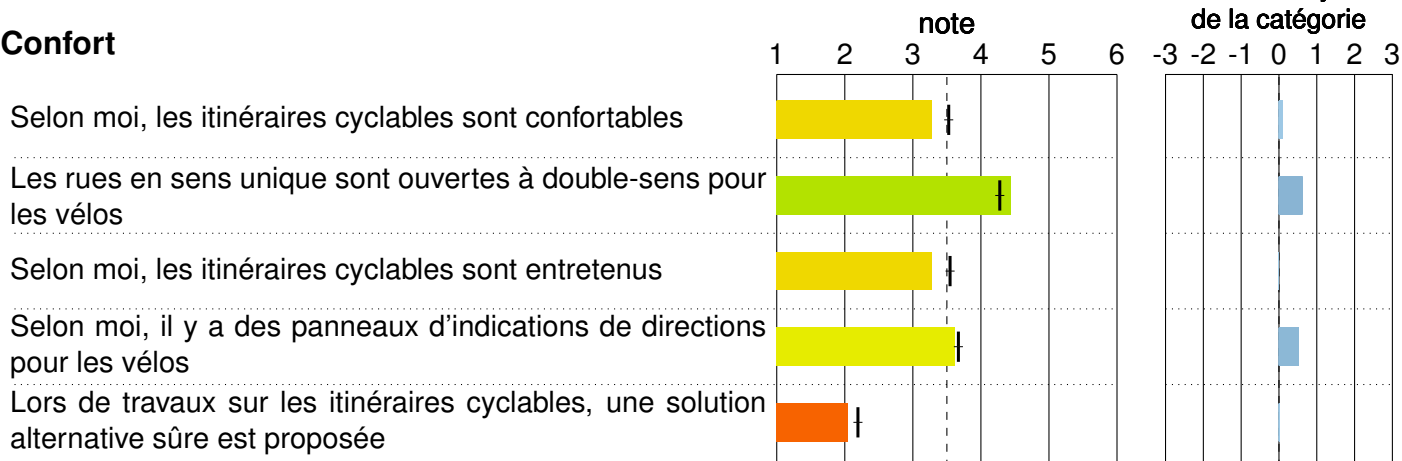 note
de la catégorie
Confort
1 2 3 4 5 6
-3 -2 -1 0 1 2 3
Selon moi, les itinéraires cyclables sont confortables
Les rues en sens unique sont ouvertes à double-sens pour
les vélos
Selon moi, les itinéraires cyclables sont entretenus
Selon moi, il y a des panneaux d'indications de directions
pour les vélos
Lors de travaux sur les itinéraires cyclables, une solution
alternative sûre est proposée